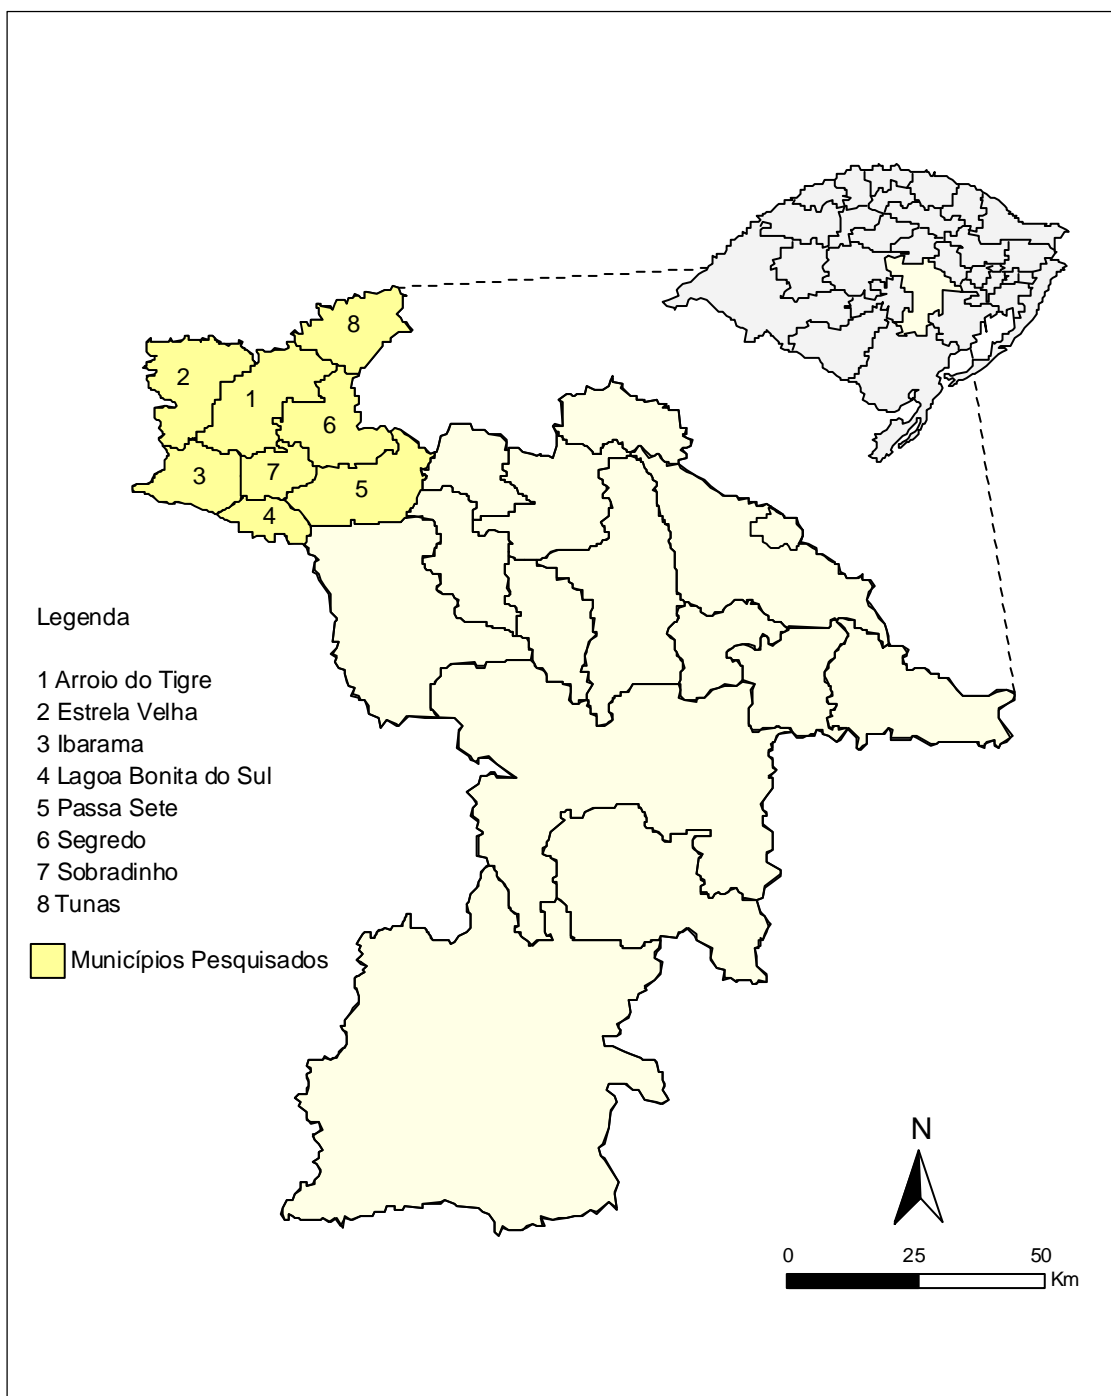 8
2
1
6
7
3
5
4
Legenda
1 Arroio do Tigre
2 Estrela Velha
3 Ibarama
4 Lagoa Bonita do Sul
5 Passa Sete
6 Segredo
7 Sobradinho
8 Tunas
Municípios Pesquisados
N
0 25 50
Km